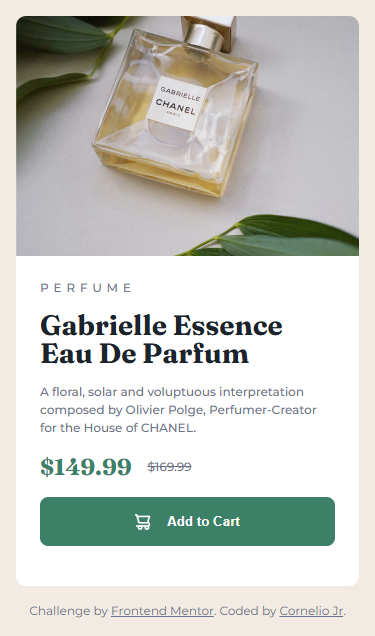 GABRIELLE
CHANEL
PARIS
PERFUME
Gabrielle Essence
Eau De Parfum
A floral, solar and voluptuous interpretation
composed by Olivier Polge, Perfumer-Creator
for the House of CHANEL.
$149.99 $169.99
Add to Cart
Challenge by Frontend Mentor. Coded by Cornelio Jr.